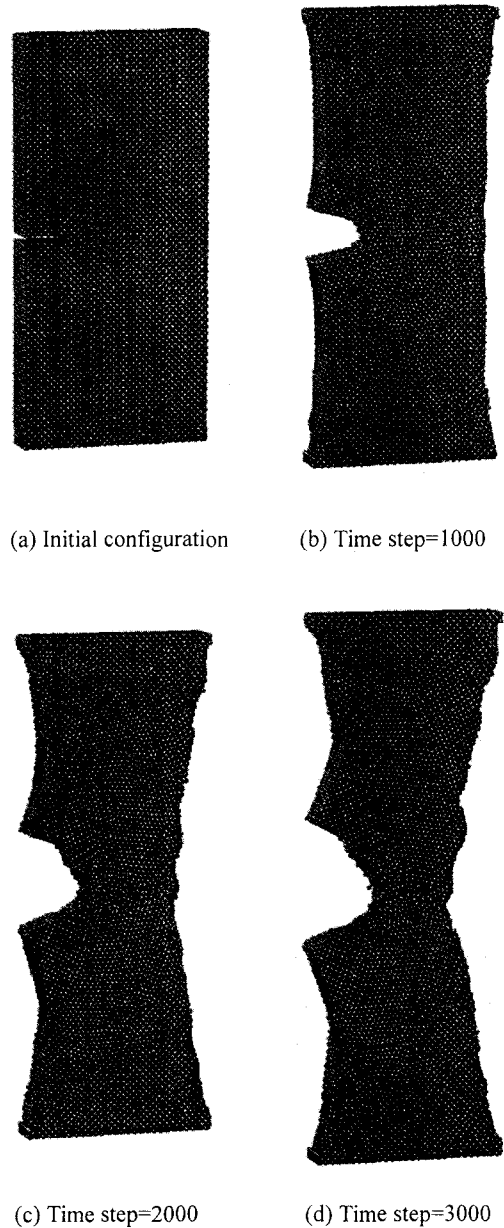 (a) Initial configuration
(b) Time step=1000
(c) Time step=2000
(d) Time step=3000